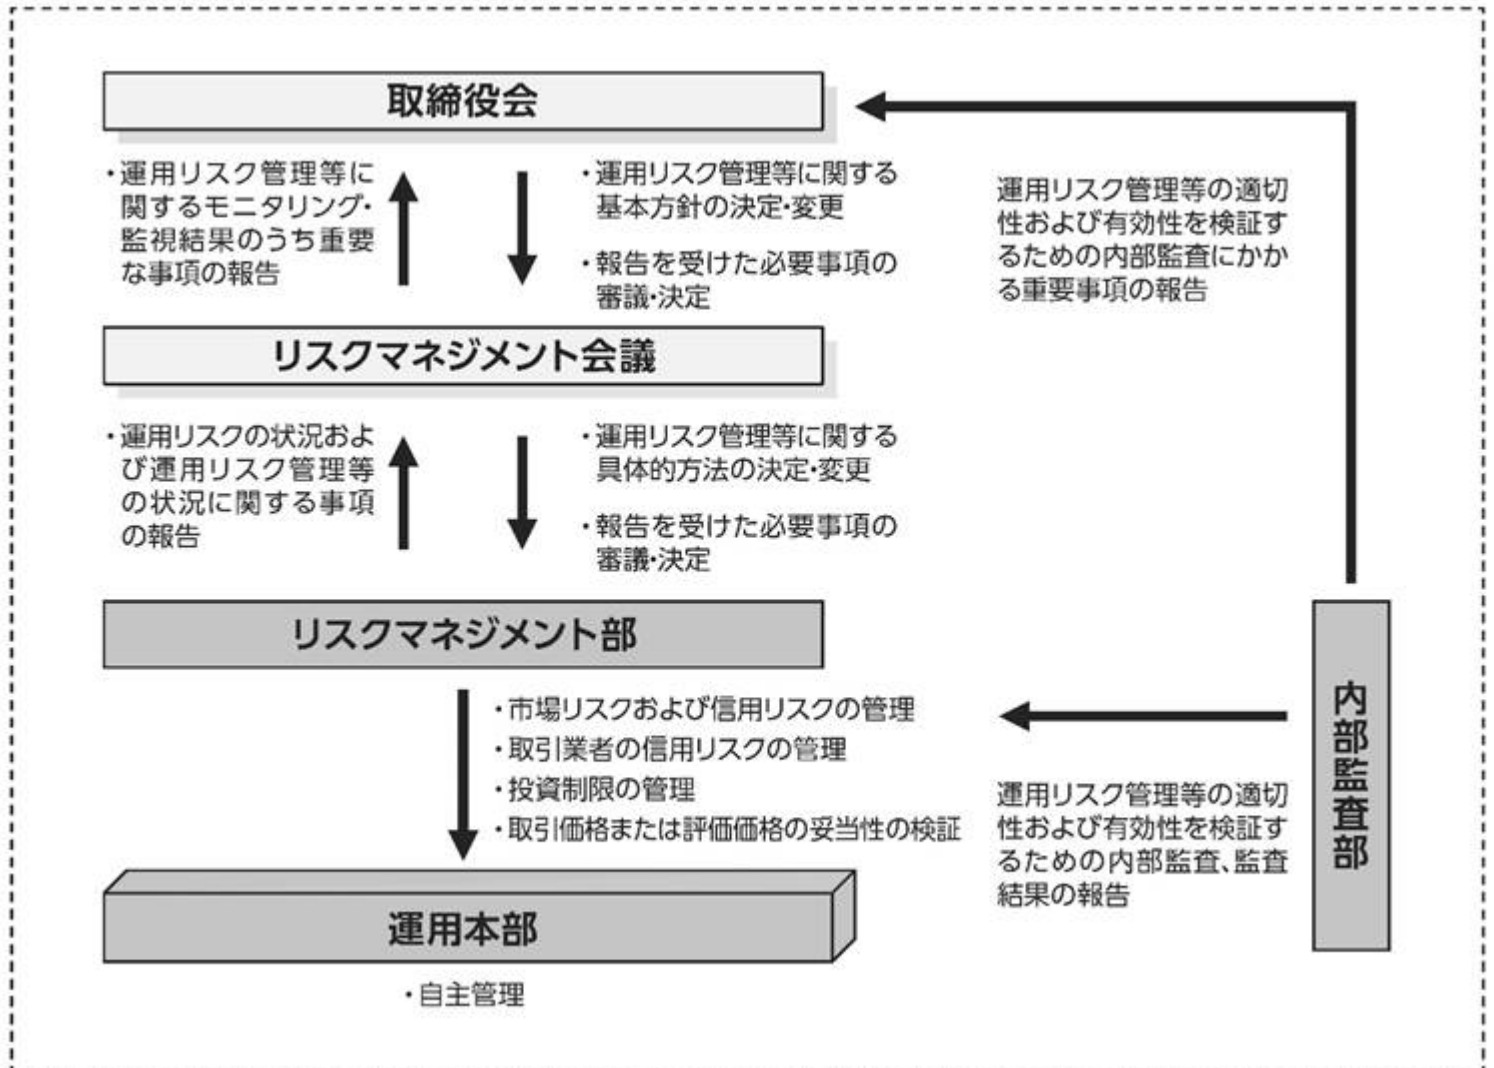 取締役会
・運用リスク管理等に
関するモニタリング・
監視結果のうち重要
な事項の報告
・運用リスク管理等に関する
基本方針の決定・変更
・報告を受けた必要事項の
審議・決定
運用リスク管理等の適切
性および有効性を検証す
るための内部監査にかか
る重要事項の報告
リスクマネジメント会議
・運用リスクの状況およ
び運用リスク管理等
の状況に関する事項
の報告
・運用リスク管理等に関する
具体的方法の決定・変更
・報告を受けた必要事項の
審議・決定
リスクマネジメント部
・市場リスクおよび信用リスクの管理
・取引業者の信用リスクの管理
・投資制限の管理
・取引価格または評価価格の妥当性の検証
運用リスク管理等の適切
性および有効性を検証す
るための内部監査、監査
結果の報告
内部監査部
運用本部
・自主管理